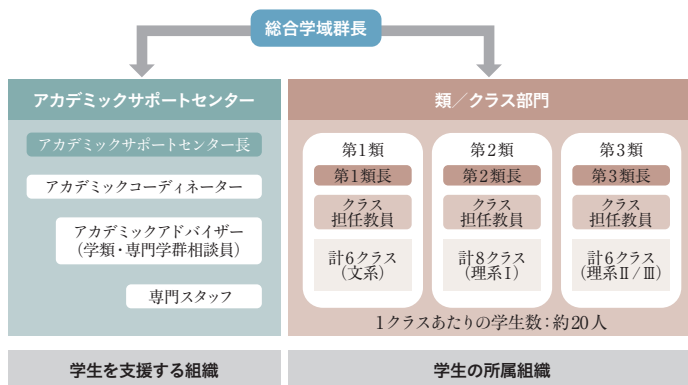 総合学域群長
アカデミックサポートセンター
アカデミックサポートセンター長
アカデミックコーディネーター
アカデミックアドバイザー
(学類・専門学群相談員)
専門スタッフ
学生を支援する組織
類／クラス部門
第1類
第1類長
クラス
担任教員
計6クラス
(文系)
第2類
第2類長
クラス
担任教員
計8クラス
(理系Ⅰ)
第3類
第3類長
クラス
担任教員
計6クラス
(理系Ⅱ/Ⅲ)
1クラスあたりの学生数：約20人
学生の所属組織